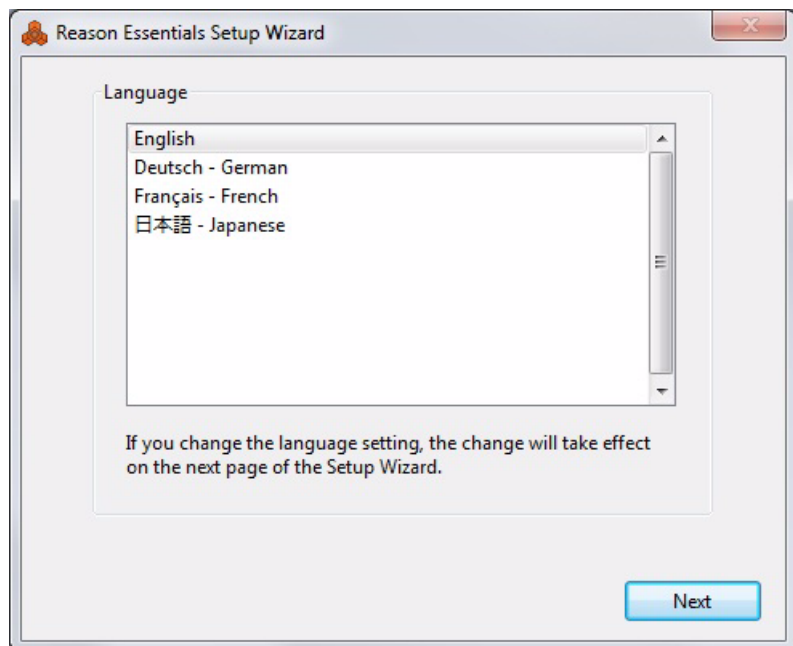 Reason Essentials Setup Wizard
Language
English
Deutsch - German
Français - French
日本語 - Japanese
If you change the language setting, the change will take effect
on the next page of the Setup Wizard.
Next